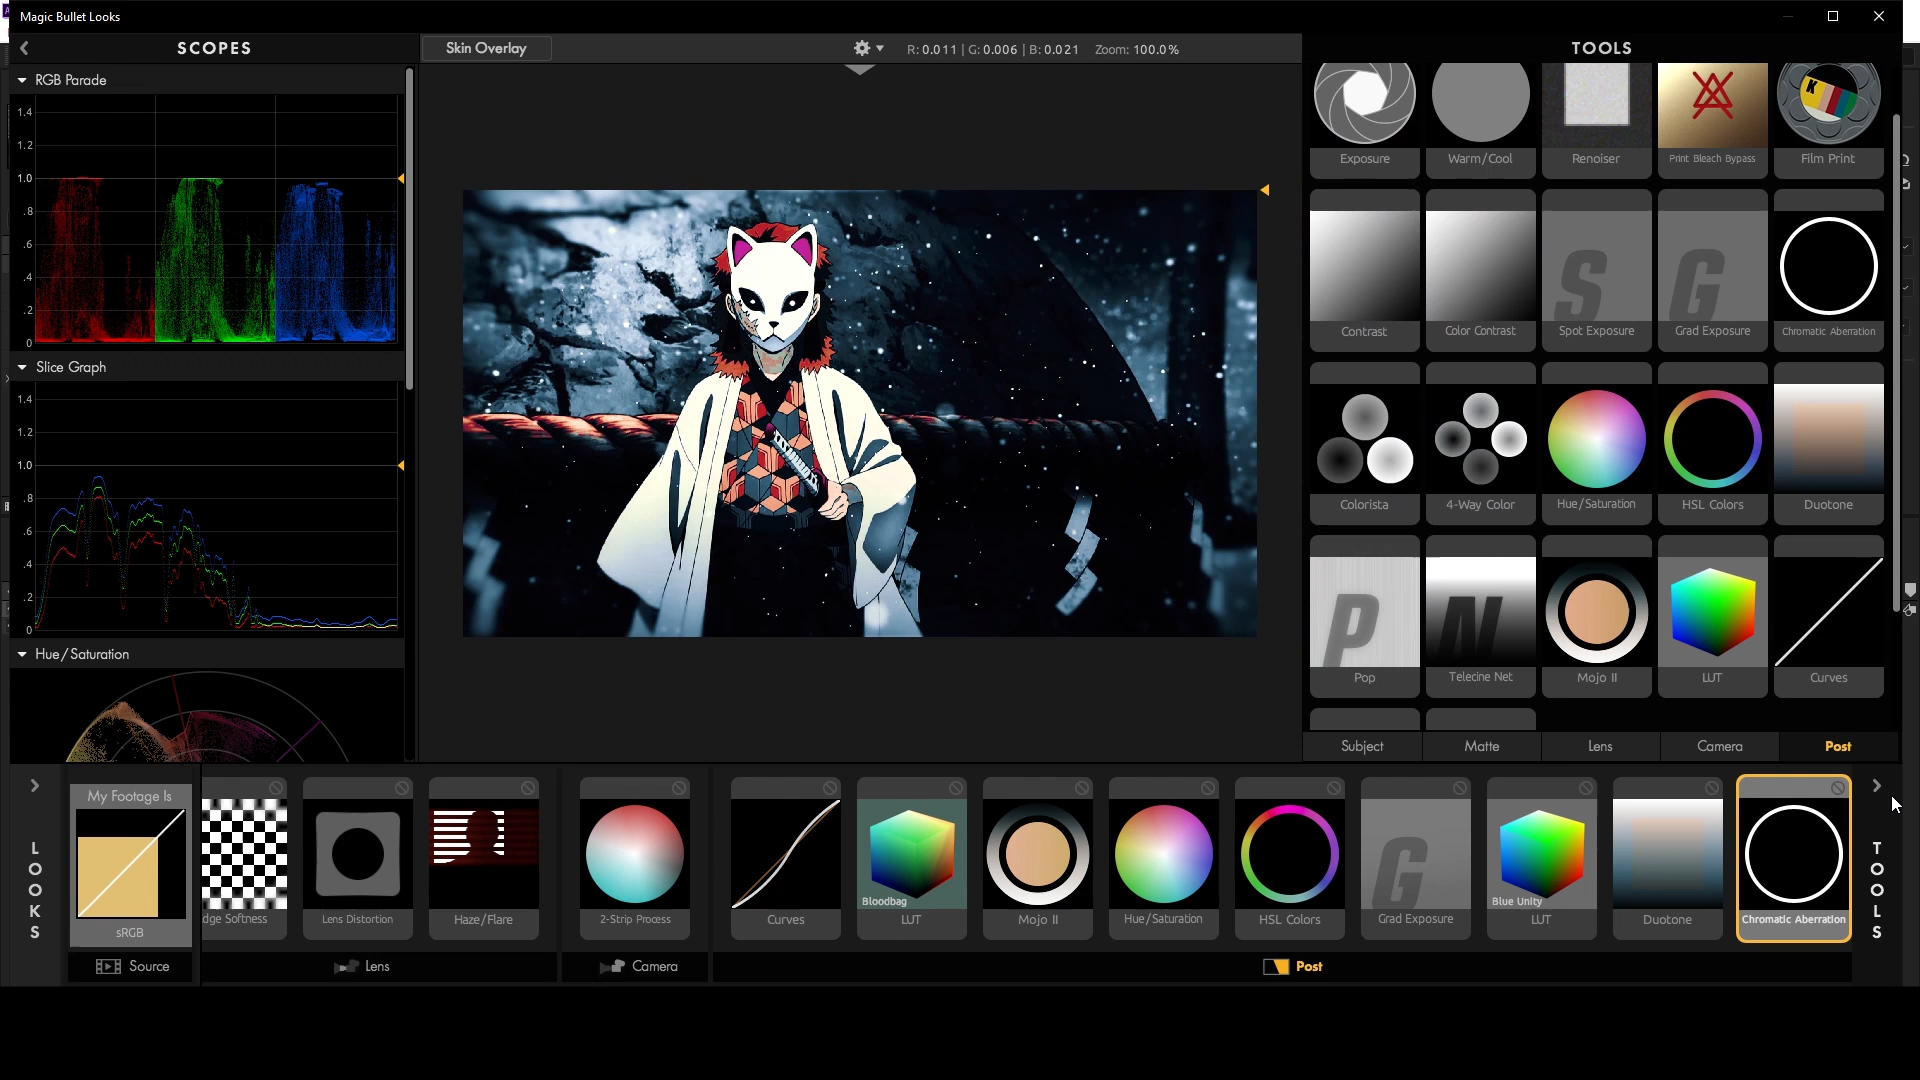 Magic Bullet Looks
SCOPES
Skin Overlay
R: 0.011 | G: 0.006 | B: 0.021
Zoom: 100.0%
TOOLS
RGB Parade
1.4
1.2
1.0
.8
.6
.4
.2
0
Slice Graph
1.4
1.2
1.0
.8
.6
.4
.2
0
Hue/Saturation
Exposure
Warm/Cool
Renoiser
Print Bleach Bypass
K
Film Print
Contrast
Color Contrast
S
Spot Exposure
G
Grad Exposure
Chromatic Aberration
Colorista
4-Way Color
Hue/Saturation
HSL Colors
Duotone
P
Pop
N
Telecine Net
Mojo II
LUT
Curves
Subject
Matte
Lens
Camera
Post
LOOKS
My Footage Is
sRGB
dge Softness
Lens Distortion
Haze/Flare
2-Strip Process
Curves
Bloodbag
LUT
Mojo II
Hue/Saturation
HSL Colors
G
Grad Exposure
Blue Unity
LUT
Duotone
Chromatic Aberration
TOOLS
Source
Lens
Camera
Post